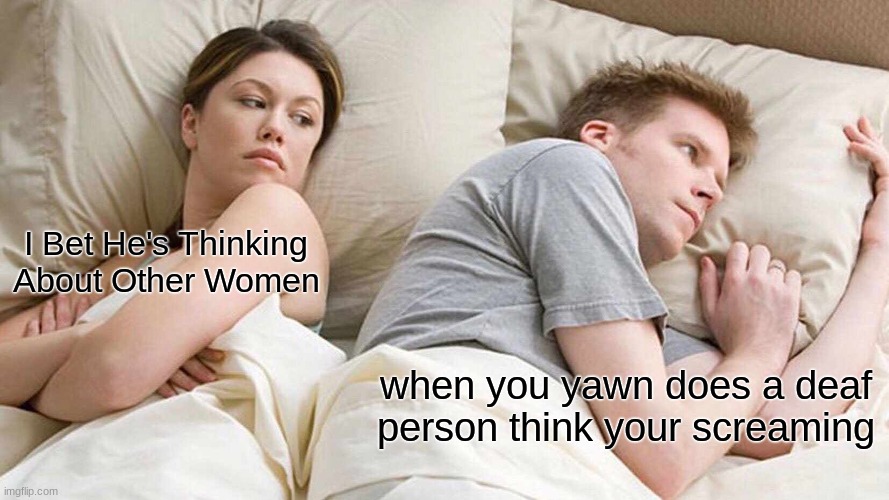 I Bet He's Thinking
About Other Women
when you yawn does a deaf
person think your screaming
imgflip.com